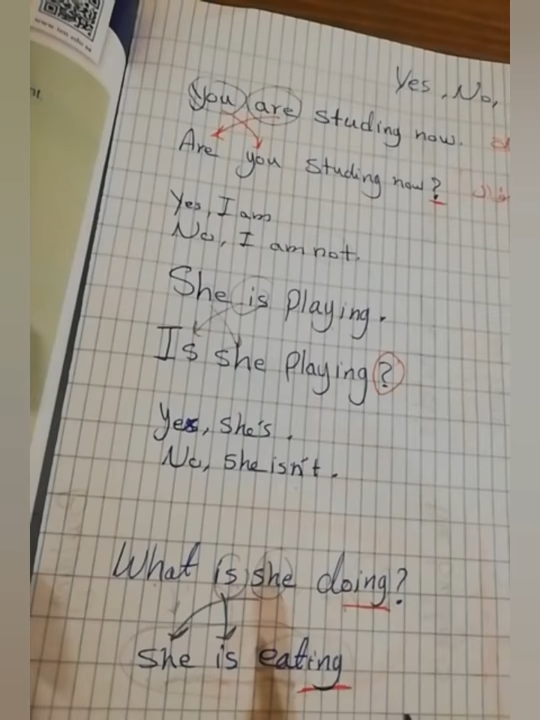 Yes, No,
You are studing now.
Are you studing now?
Yes, I am
No, I am not.
She is Playing.
Is she Playing?
Yes, she's.
No, she isn't.
What is she doing?
she is eating